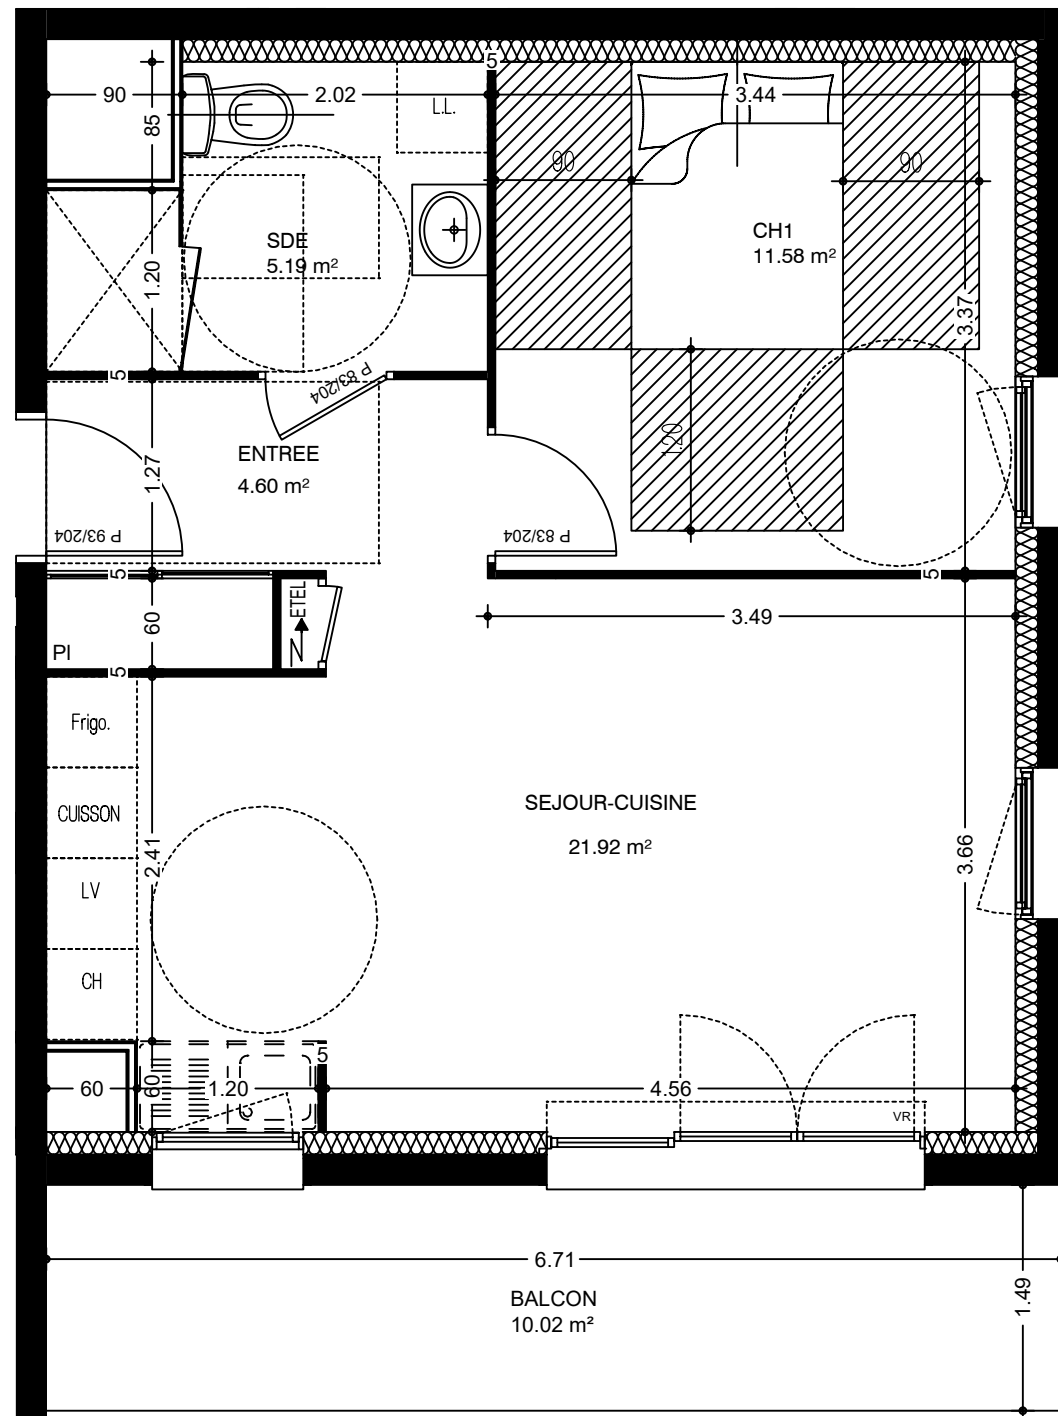 5
90
2.02
3.44
L.L.
85
90
90
SDE
5.19 m²
CH1
11.58 m²
1.20
3.37
5
P 83/204
1.20
ENTREE
4.60 m²
1.27
P 93/204
P 83/204
5
5
ETEL
60
3.49
PI
5
Frigo.
CUISSON
SEJOUR-CUISINE
21.92 m²
2.41
3.66
LV
CH
5
60
60
1.20
4.56
VR
6.71
BALCON
10.02 m²
1.49